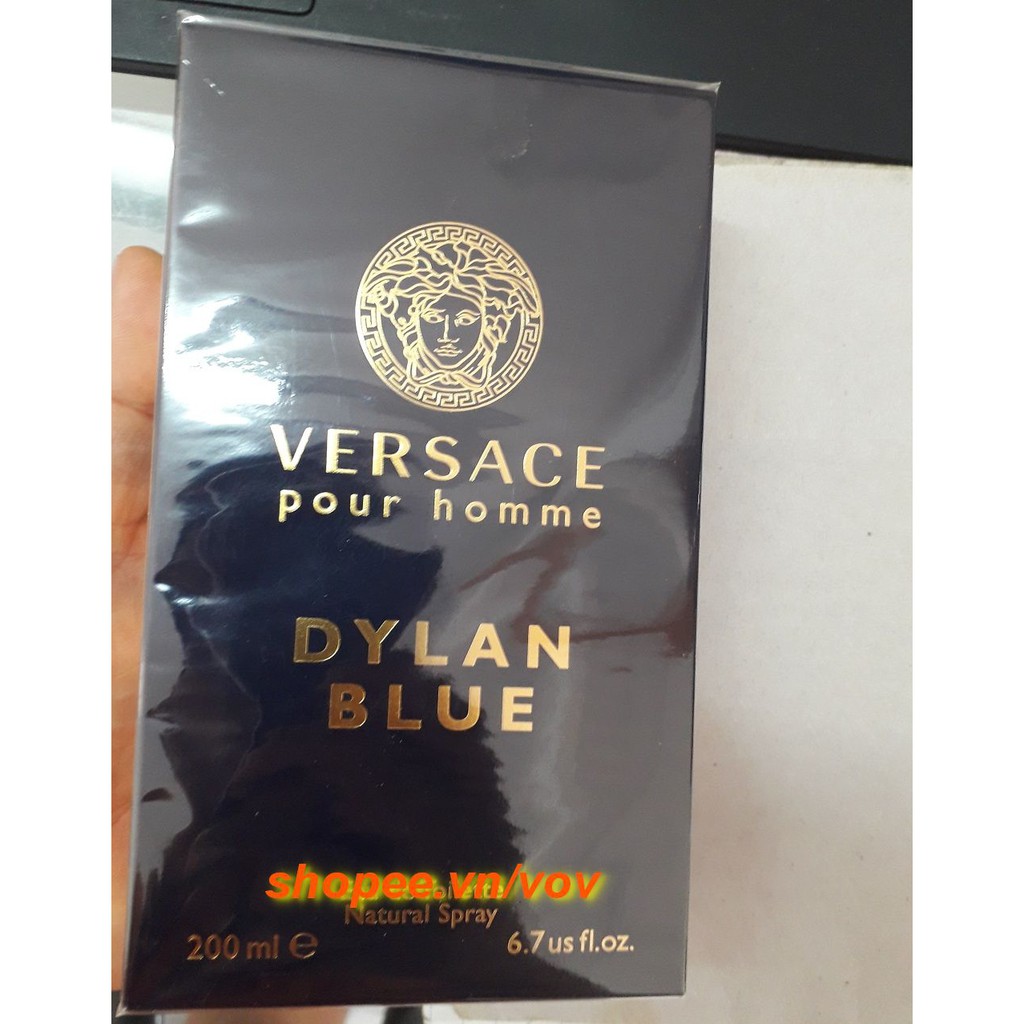 VERSACE
pour homme
DYLAN
BLUE
shopee.vn/vov
Natural Spray
200 ml e 6.7 us fl.oz.